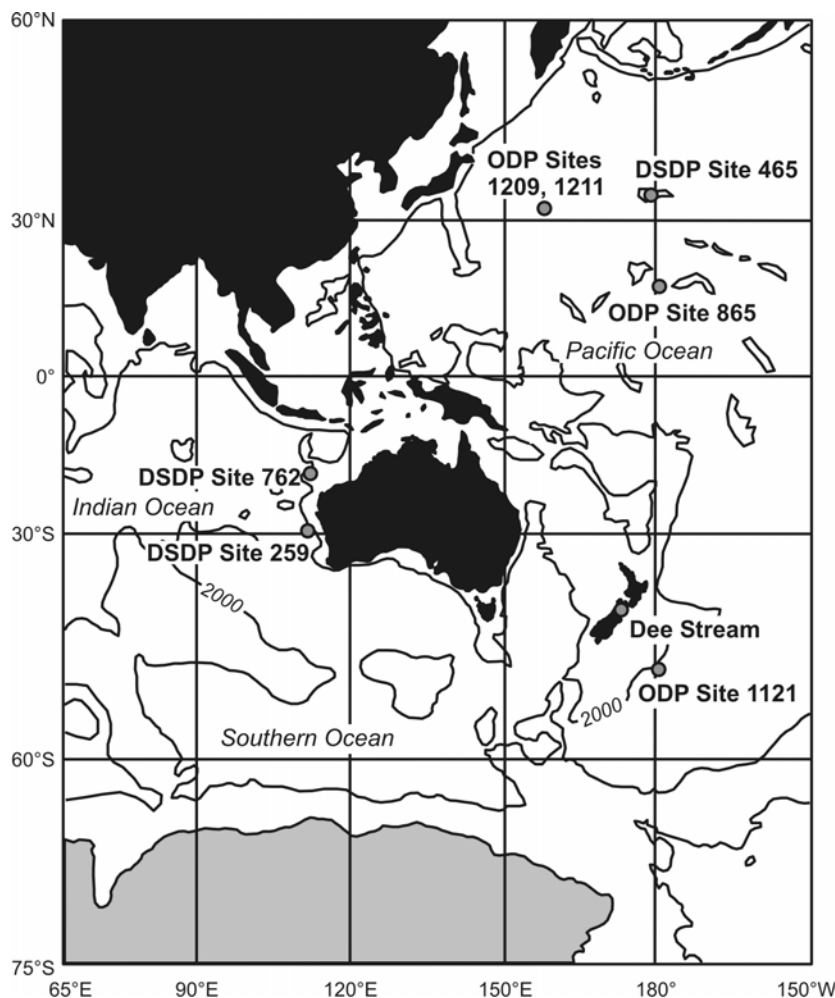 60°N
ODP Sites
1209, 1211
DSDP Site 465
30°N
ODP Site 865
Pacific Ocean
0°
DSDP Site 762
Indian Ocean
30°S
DSDP Site 259
2000
Dee Stream
ODP Site 1121
2000
Southern Ocean
60°S
75°S
65°E 90°E 120°E 150°E 180° 150°W